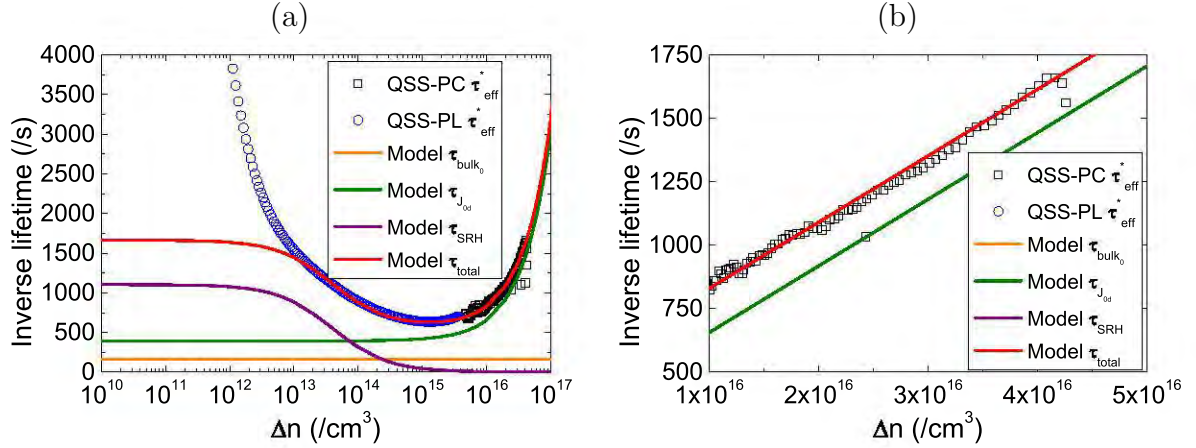 (a)
4000
3500
3000
2500
2000
1500
1000
500
0
Inverse lifetime (/s)
QSS-PC τ*eff
QSS-PL τ*eff
Model τbulk0
Model τJ0d
Model τSRH
Model τtotal
10^10 10^11 10^12 10^13 10^14 10^15 10^16 10^17
Δn (/cm^3)
(b)
1750
1500
1250
1000
750
500
Inverse lifetime (/s)
QSS-PC τ*eff
QSS-PL τ*eff
Model τbulk0
Model τJ0d
Model τSRH
Model τtotal
1x10^16 2x10^16 3x10^16 4x10^16 5x10^16
Δn (/cm^3)